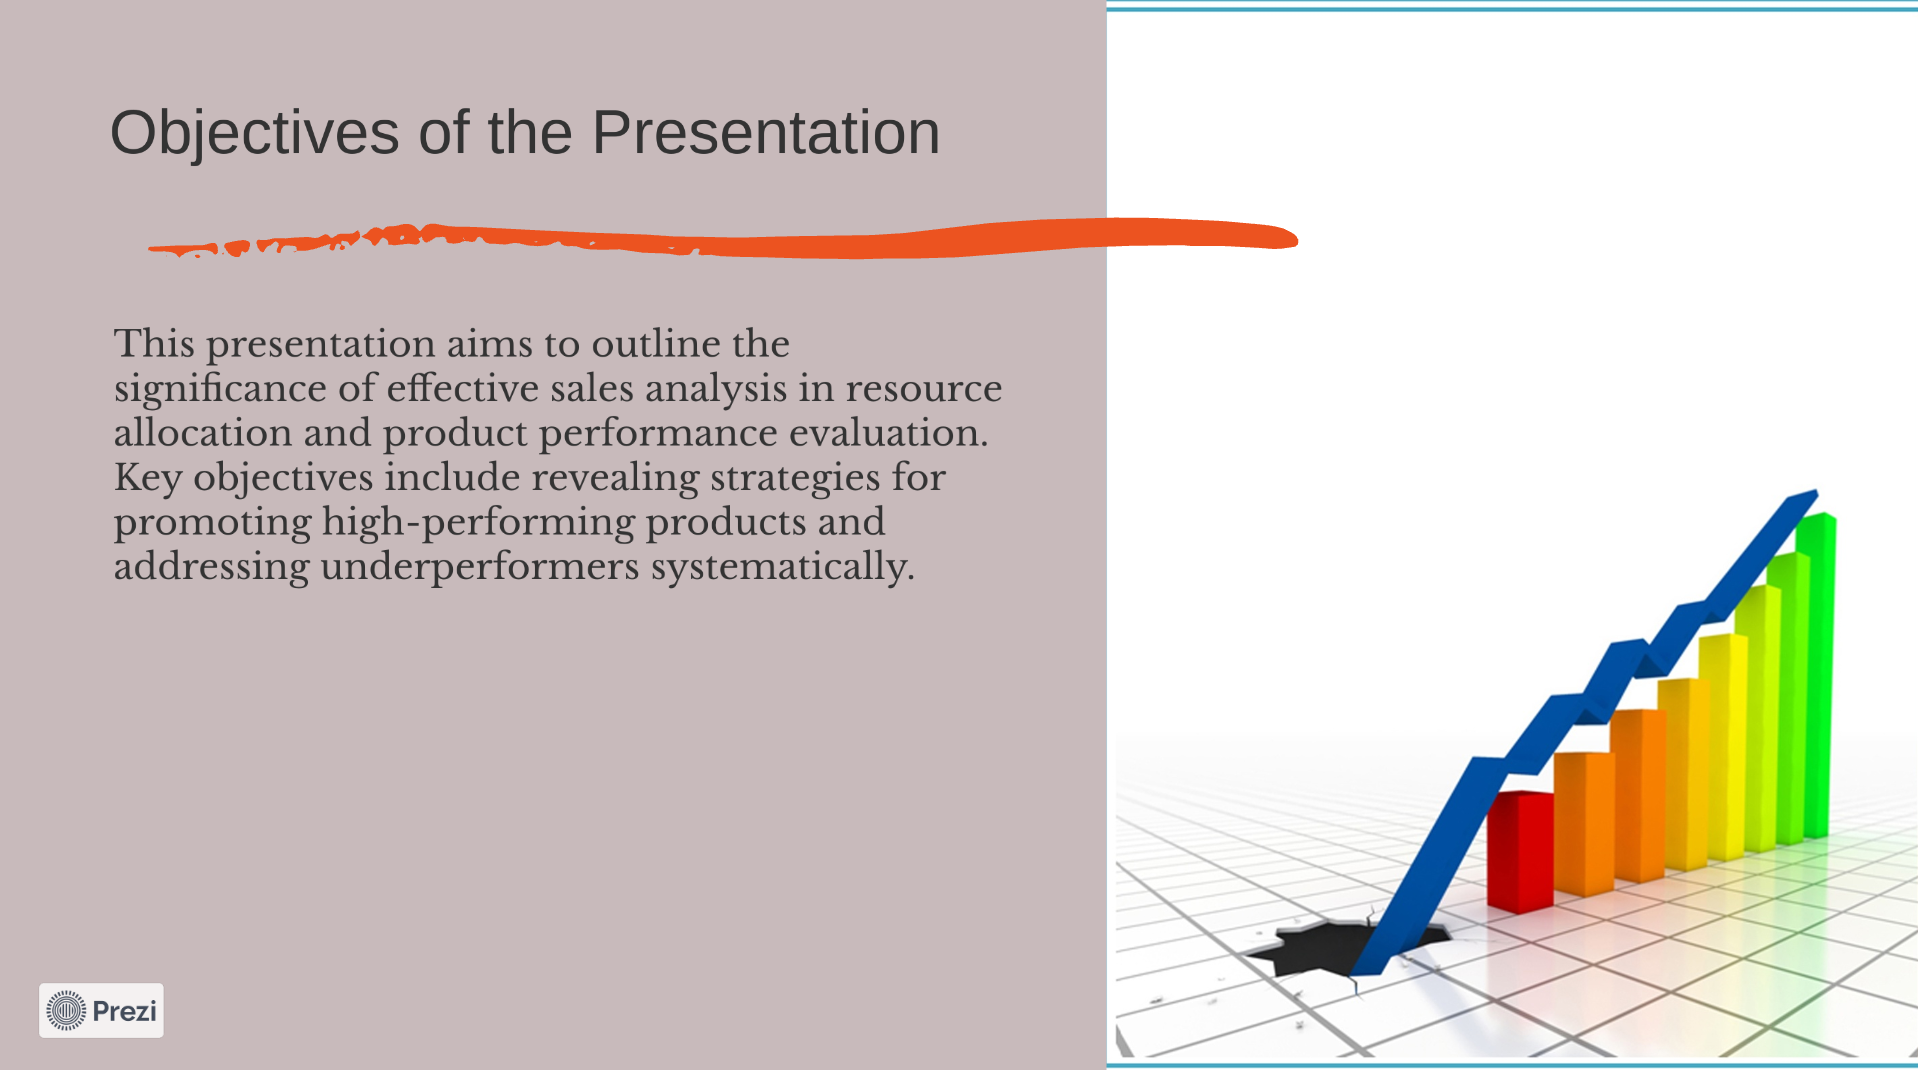 Objectives of the Presentation
This presentation aims to outline the
significance of effective sales analysis in resource
allocation and product performance evaluation.
Key objectives include revealing strategies for
promoting high-performing products and
addressing underperformers systematically.
Prezi